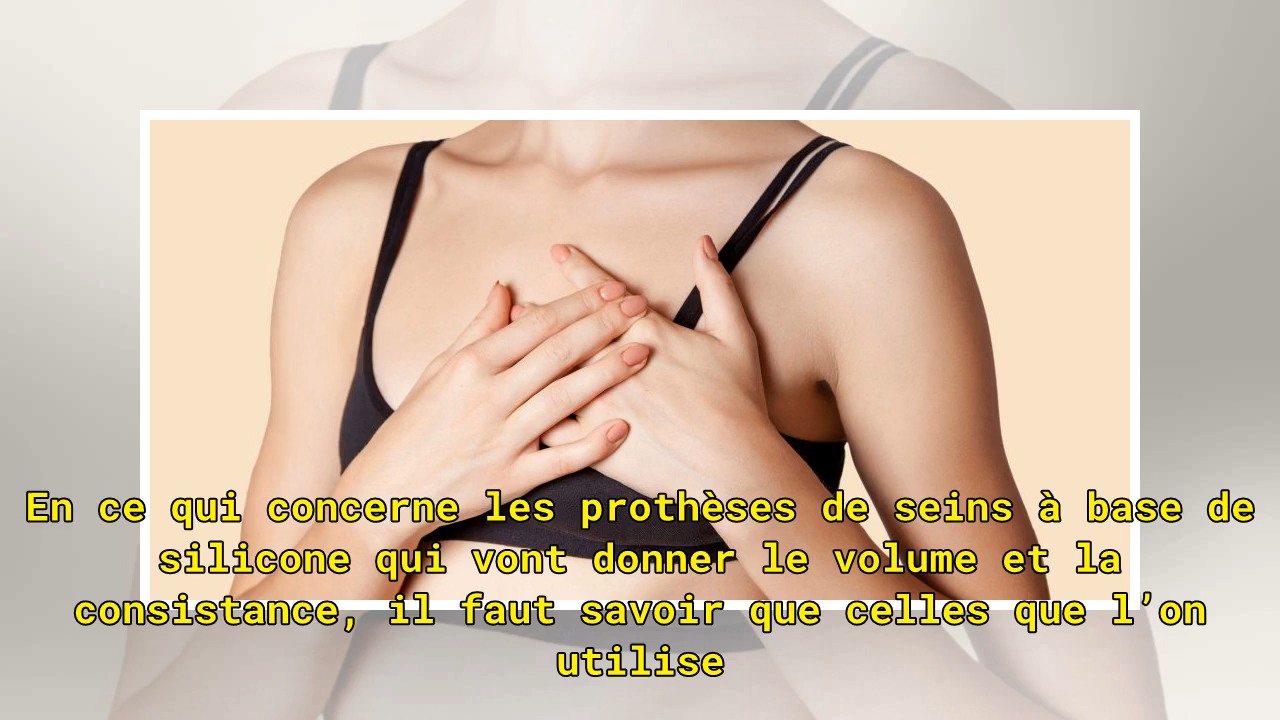 En ce qui concerne les prothèses de seins à base de
silicone qui vont donner le volume et la
consistance, il faut savoir que celles que l’on
utilise